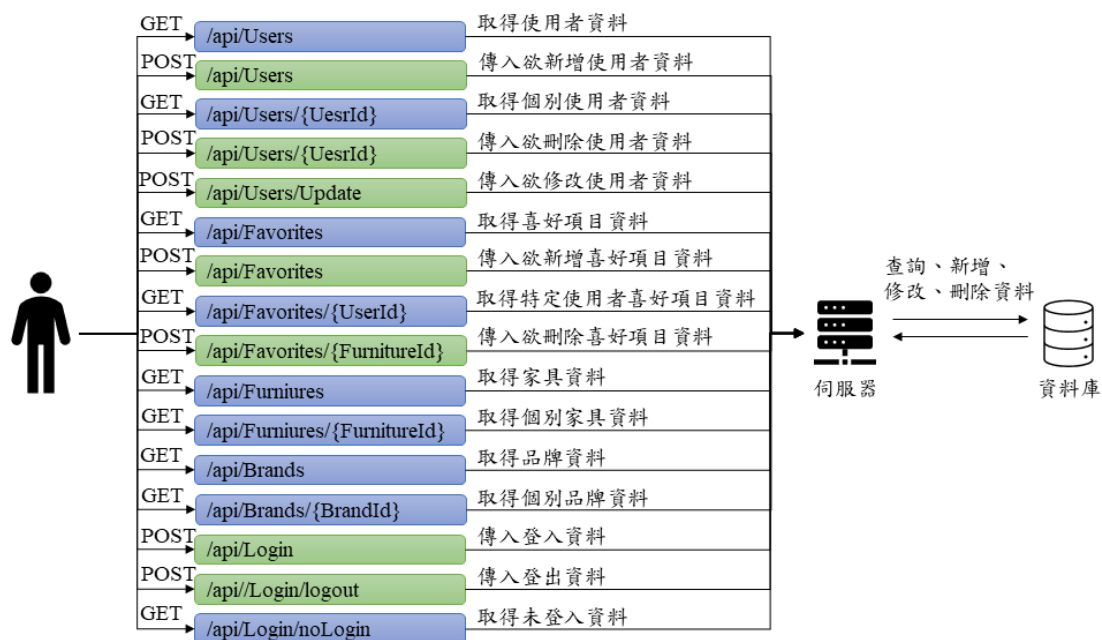 GET /api/Users 取得使用者資料
POST /api/Users 傳入欲新增使用者資料
GET /api/Users/{UesrId} 取得個別使用者資料
POST /api/Users/{UesrId} 傳入欲刪除使用者資料
POST /api/Users/Update 傳入欲修改使用者資料
GET /api/Favorites 取得喜好項目資料
POST /api/Favorites 傳入欲新增喜好項目資料
GET /api/Favorites/{UserId} 取得特定使用者喜好項目資料
POST /api/Favorites/{FurnitureId} 傳入欲刪除喜好項目資料
GET /api/Furniures 取得家具資料
GET /api/Furniures/{FurnitureId} 取得個別家具資料
GET /api/Brands 取得品牌資料
GET /api/Brands/{BrandId} 取得個別品牌資料
POST /api/Login 傳入登入資料
POST /api//Login/logout 傳入登出資料
GET /api/Login/noLogin 取得未登入資料
伺服器
查詢、新增、
修改、刪除資料
資料庫